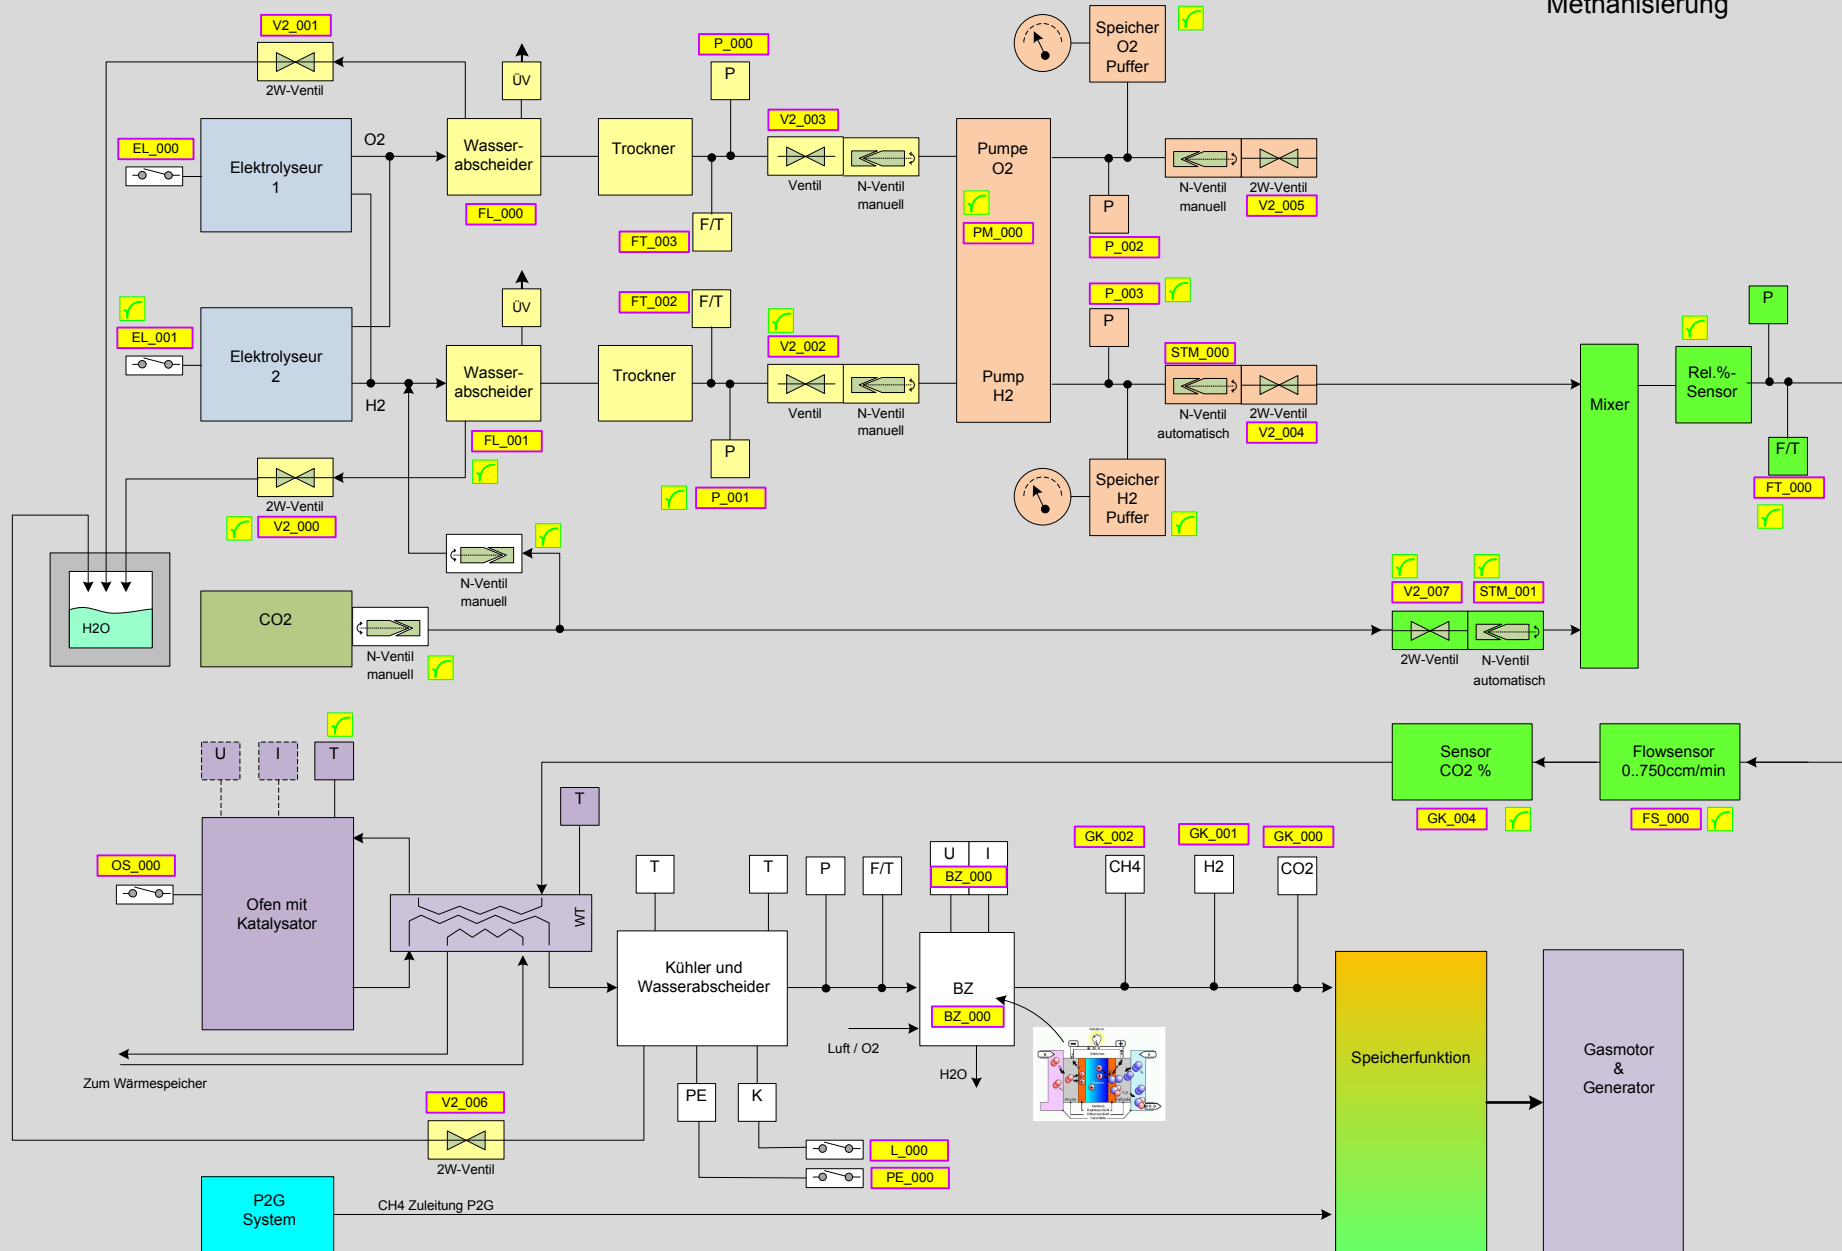 Methanisierung
V2_001
2W-Ventil
ÜV
P_000
P
Speicher
O2
Puffer
EL_000
Elektrolyseur
1
O2
Wasser-
abscheider
FL_000
Trockner
FT_003
F/T
V2_003
Ventil
N-Ventil
manuell
Pumpe
O2
PM_000
P
P_002
N-Ventil
manuell
2W-Ventil
V2_005
EL_001
Elektrolyseur
2
H2
ÜV
Wasser-
abscheider
FL_001
FT_002
F/T
Trockner
P
P_001
V2_002
Ventil
N-Ventil
manuell
Pump
H2
P_003
P
STM_000
N-Ventil
automatisch
2W-Ventil
V2_004
Speicher
H2
Puffer
Mixer
Rel.%-
Sensor
P
F/T
FT_000
2W-Ventil
V2_000
N-Ventil
manuell
H2O
CO2
N-Ventil
manuell
V2_007
STM_001
2W-Ventil
N-Ventil
automatisch
U
I
T
T
Sensor
CO2 %
GK_004
Flowsensor
0..750ccm/min
FS_000
OS_000
Ofen mit
Katalysator
WT
T
T
P
F/T
U
I
BZ_000
GK_002
CH4
GK_001
H2
GK_000
CO2
Kühler und
Wasserabscheider
BZ
BZ_000
Luft / O2
H2O
Zum Wärmespeicher
PE
K
V2_006
2W-Ventil
L_000
PE_000
Speicherfunktion
Gasmotor
&
Generator
P2G
System
CH4 Zuleitung P2G